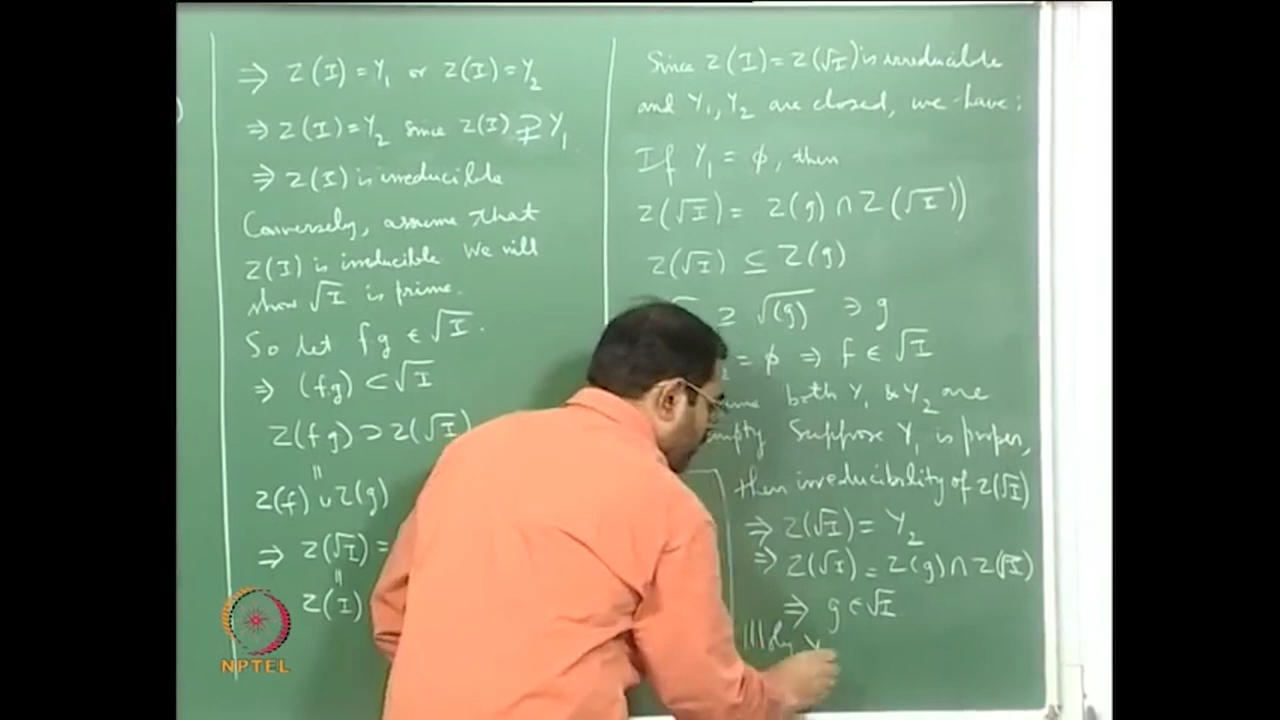 ⇒ Z(I) = Y₁ or Z(I) = Y₂
⇒ Z(I) = Y₂ since Z(I) ⊋ Y₁
⇒ Z(I) is irreducible
Conversely, assume that
Z(I) is irreducible We will
show √I is prime.
So let fg ∈ √I.
⇒ (fg) ⊂ √I
Z(fg) ⊃ Z(√I)
=
Z(f) ∪ Z(g)
⇒ Z(√I) =
=
Z(I)
Since Z(I) = Z(√I) is irreducible
and Y₁, Y₂ are closed, we have:
If Y₁ = φ, then
Z(√I) = Z(g) ∩ Z(√I))
Z(√I) ⊆ Z(g)
⊇ √(g) ⇒ g
= φ ⇒ f ∈ √I
both Y₁ & Y₂ are
Suppose Y₁ is proper,
then irreducibility of Z(√I)
⇒ Z(√I) = Y₂
⇒ Z(√I) = Z(g) ∩ Z(√I)
⇒ g ∈ √I
|||ly Y
NPTEL